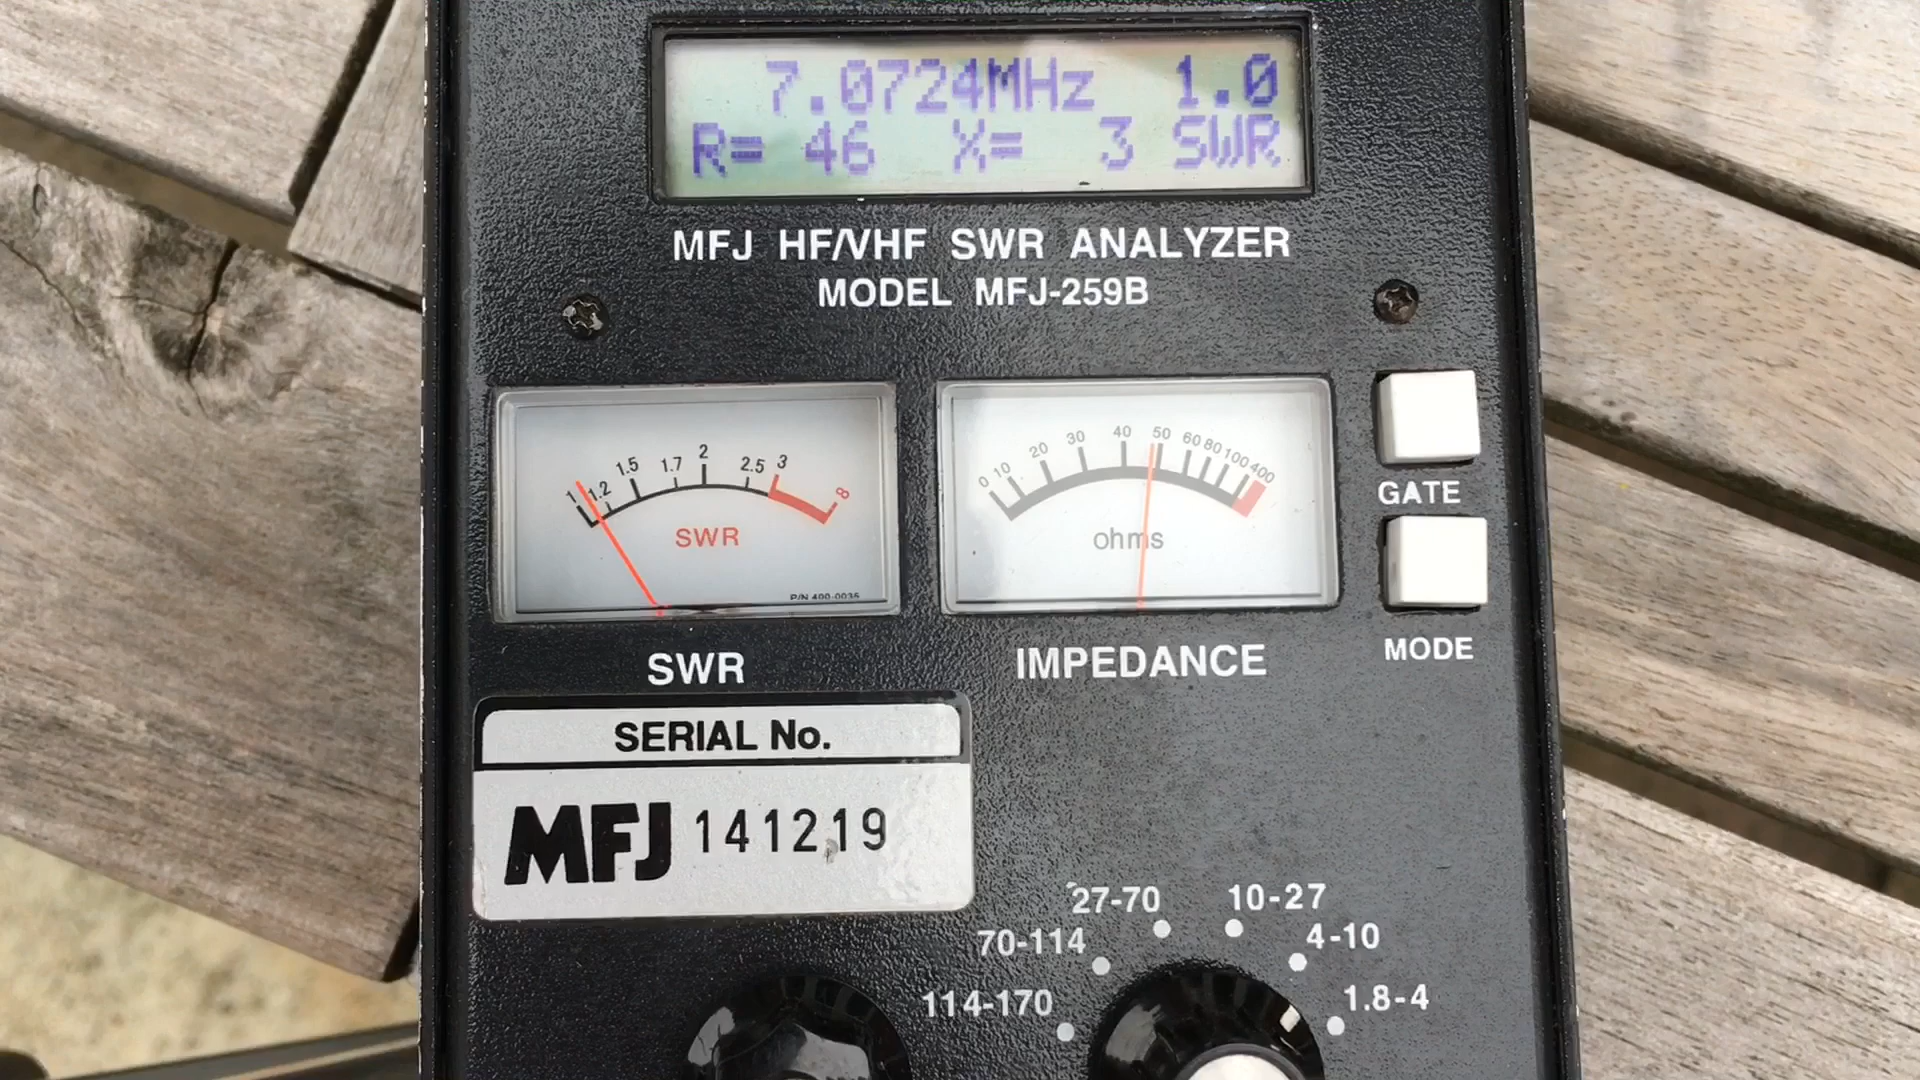 7.0724MHz 1.0
R= 46 X= 3 SWR
MFJ HF/VHF SWR ANALYZER
MODEL MFJ-259B
1 1.2 1.5 1.7 2 2.5 3 8
SWR
P/N 400-0035
0 10 20 30 40 50 60 80 100 400
ohms
GATE
MODE
SWR
IMPEDANCE
SERIAL No.
MFJ 141219
27-70
10-27
70-114
4-10
114-170
1.8-4